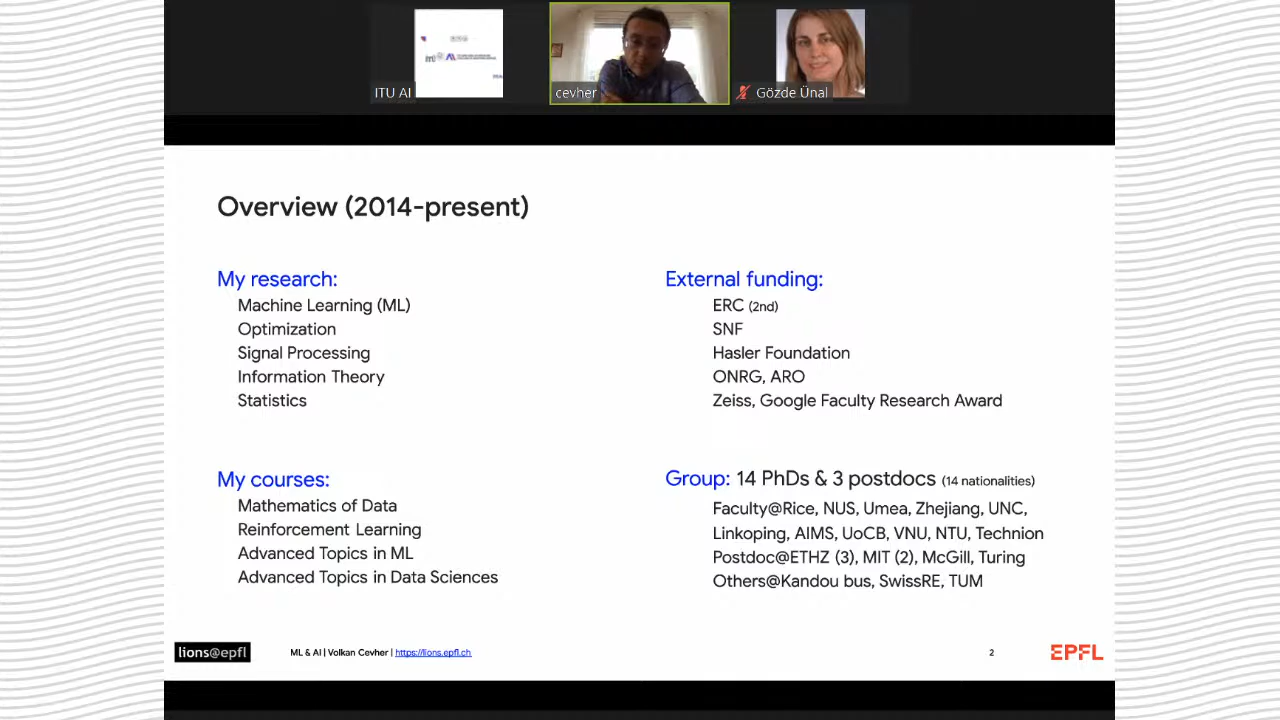 ITU AI
cevher
Gözde Ünal
Overview (2014-present)
My research:
Machine Learning (ML)
Optimization
Signal Processing
Information Theory
Statistics
External funding:
ERC (2nd)
SNF
Hasler Foundation
ONRG, ARO
Zeiss, Google Faculty Research Award
My courses:
Mathematics of Data
Reinforcement Learning
Advanced Topics in ML
Advanced Topics in Data Sciences
Group: 14 PhDs & 3 postdocs (14 nationalities)
Faculty@Rice, NUS, Umea, Zhejiang, UNC,
Linkoping, AIMS, UoCB, VNU, NTU, Technion
Postdoc@ETHZ (3), MIT (2), McGill, Turing
Others@Kandou bus, SwissRE, TUM
lions@epfl
ML & AI | Volkan Cevher | https://lions.epfl.ch
2
EPFL